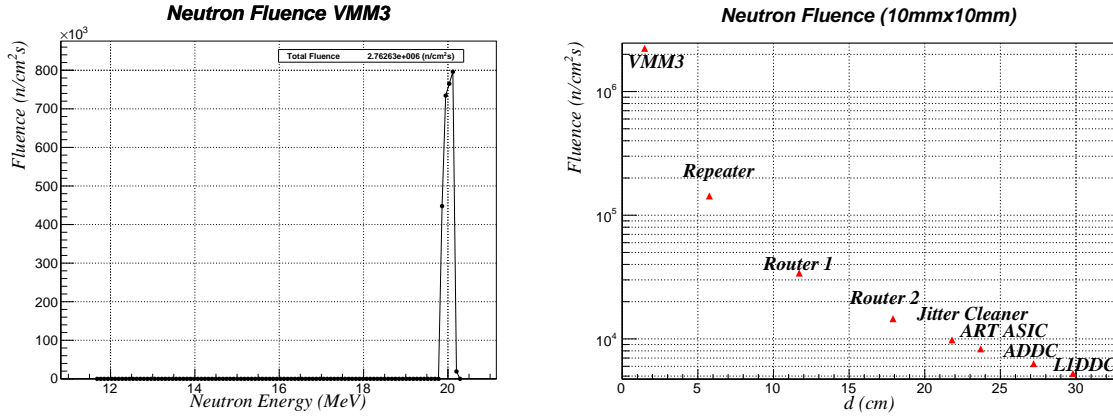 Neutron Fluence VMM3
×10³
Total Fluence 2.76263e+006 (n/cm²s)
Fluence (n/cm²s)
800
700
600
500
400
300
200
100
0
12 14 16 18 20
Neutron Energy (MeV)
Neutron Fluence (10mmx10mm)
Fluence (n/cm²s)
10⁶
10⁵
10⁴
VMM3
Repeater
Router 1
Router 2
Jitter Cleaner
ART ASIC
ADDC
LIDDC
0 5 10 15 20 25 30
d (cm)